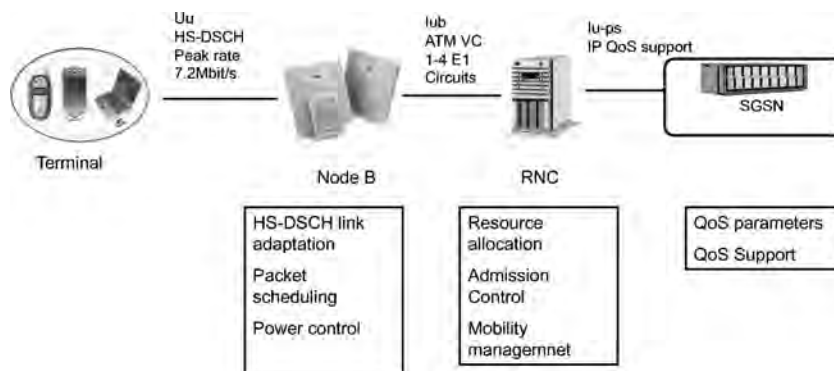 Uu
HS-DSCH
Peak rate
7.2Mbit/s
Iub
ATM VC
1-4 E1
Circuits
Iu-ps
IP QoS support
SGSN
Terminal
Node B
RNC
HS-DSCH link
adaptation
Packet
scheduling
Power control
Resource
allocation
Admission
Control
Mobility
managernnet
QoS parameters
QoS Support